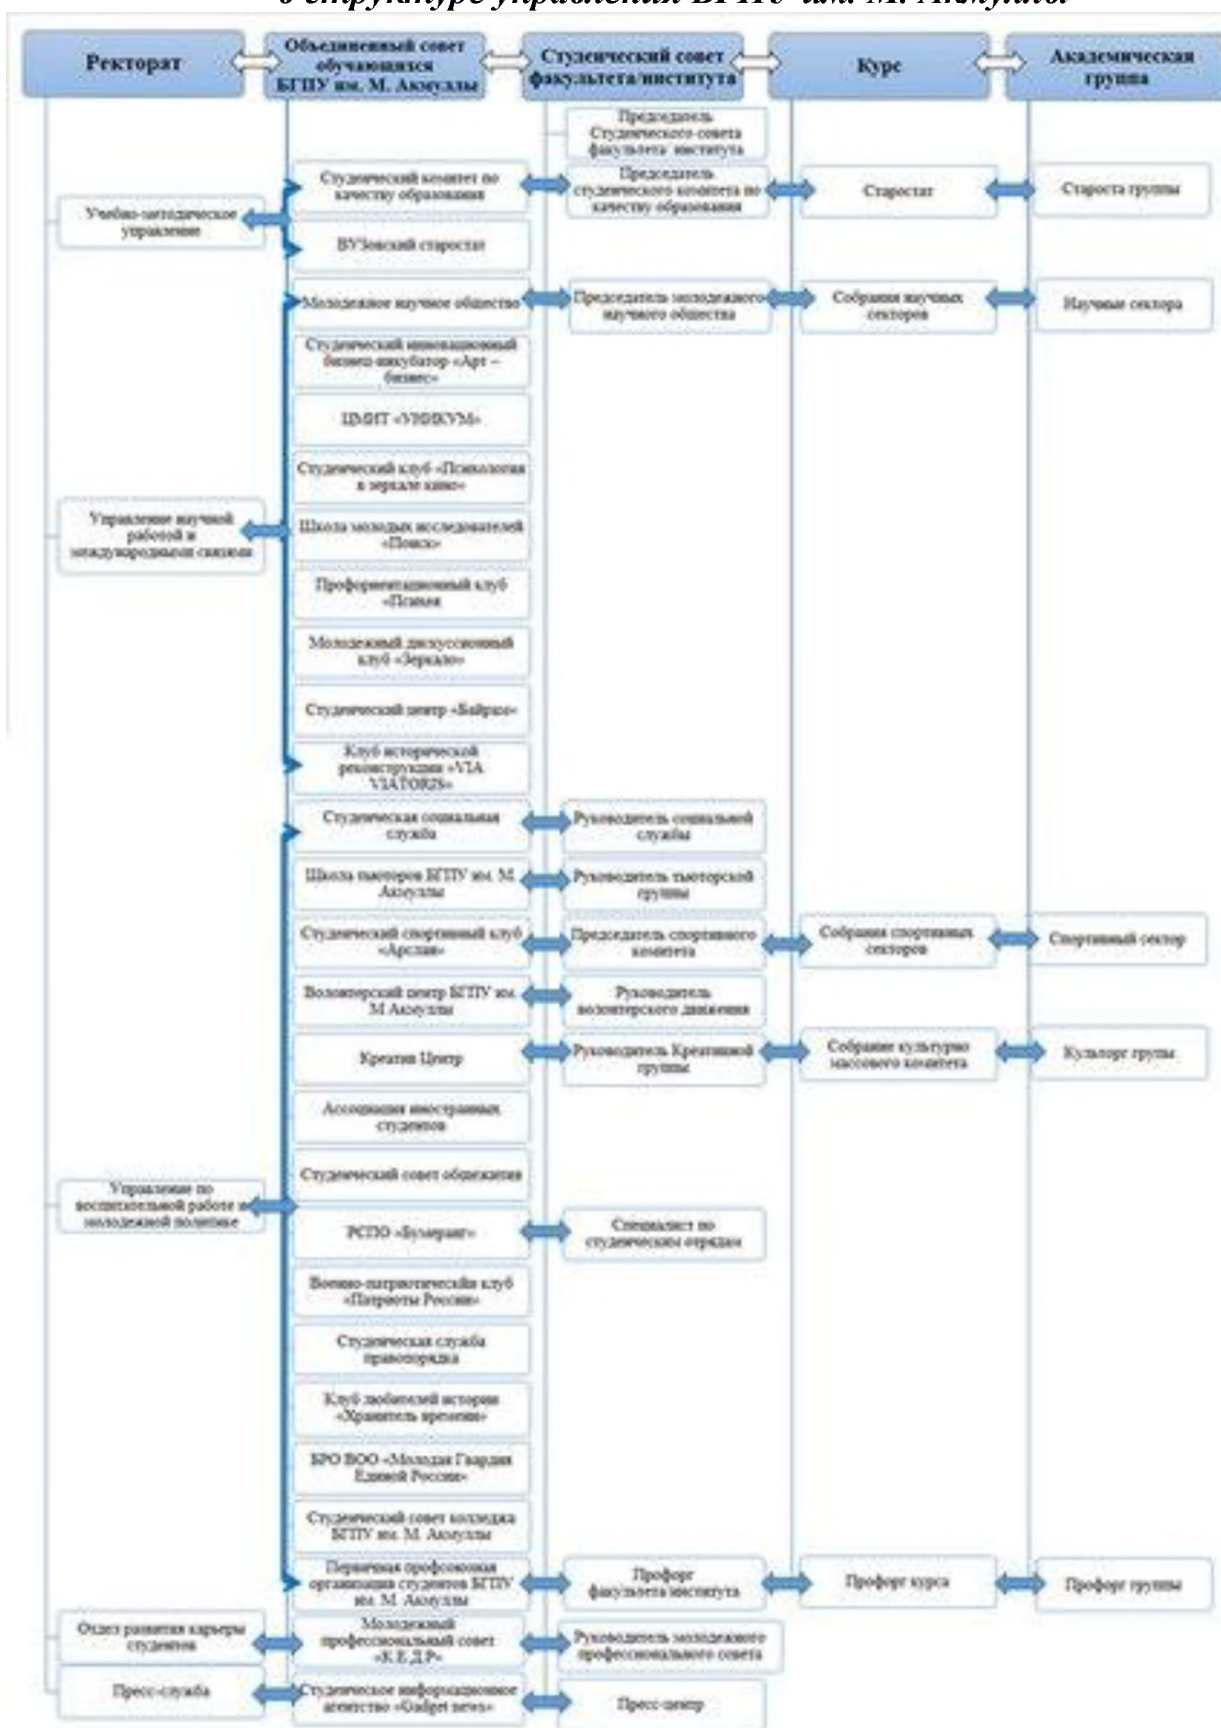 о структуре управления БГПУ им. М. Акмуллы
Ректорат
Объединенный совет
обучающихся
БГПУ им. М. Акмуллы
Студенческий совет
факультета/института
Курс
Академическая
группа
Председатель
Студенческого совета
факультета института
Студенческий комитет по
качеству образования
Председатель
студенческого комитета по
качеству образования
Старостат
Староста группы
Учебно-методическое
управление
ВУЗовский старостат
Молодежное научное общество
Председатель молодежного
научного общества
Собрания научных
секторов
Научные сектора
Студенческий инновационный
бизнес-инкубатор «Арт –
бизнес»
ЦМИТ «УНИКУМ»
Студенческий клуб «Психология
в зеркале кино»
Управление научной
работой и
международными связями
Школа молодых исследователей
«Поиск»
Профориентационный клуб
Молодежный дискуссионный
клуб «Зеркало»
Студенческий центр
Клуб исторической
реконструкции «VIA
VIATORIS»
Студенческая социальная
служба
Руководитель социальной
службы
Школа тьюторов БГПУ им. М.
Акмуллы
Руководитель тьюторской
группы
Студенческий спортивный клуб
«Арслан»
Председатель спортивного
комитета
Собрания спортивных
секторов
Спортивный сектор
Волонтерский центр БГПУ им.
М Акмуллы
Руководитель
волонтерского движения
Креатив Центр
Руководитель Креативной
группы
Собрание культурно
массового комитета
Культорг групы
Ассоциация иностранных
студентов
Студенческий совет общежития
Управление по
воспитательной работе и
молодежной политике
РСПО «Бумеранг»
Специалист по
студенческим отрядам
Военно-патриотический клуб
«Патриоты России»
Студенческая служба
правопорядка
Клуб любителей истории
«Хранитель времени»
БРО ВОО «Молодая Гвардия
Единой России»
Студенческий совет колледжа
БГПУ им. М. Акмуллы
Первичная профсоюзная
организация студентов БГПУ
им. М. Акмуллы
Профорг
факультета/института
Профорг курса
Профорг группы
Отдел развития карьеры
студентов
Молодежный
профессиональный совет
«К.Е.Д.Р»
Руководитель молодежного
профессионального совета
Пресс-служба
Студенческое информационное
агентство «Gadget news»
Пресс-центр